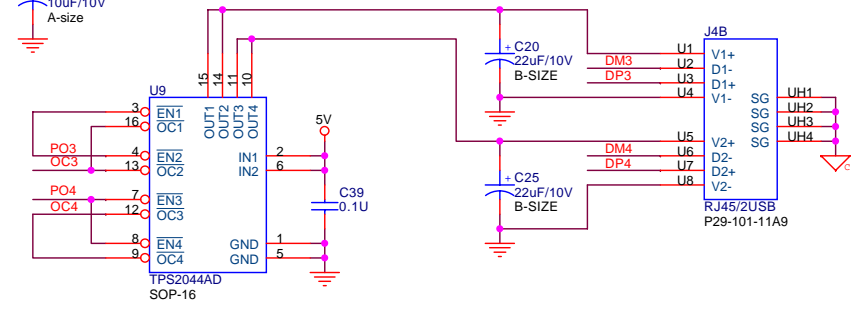 10uF/10V
A-size
U9
15
14
11
10
OUT1
OUT2
OUT3
OUT4
3
EN1
16
OC1
PO3
4
EN2
OC3
13
OC2
PO4
7
EN3
OC4
12
OC3
8
EN4
9
OC4
IN1
2
IN2
6
GND
1
GND
5
TPS2044AD
SOP-16
5V
C39
0.1U
+
C20
22uF/10V
B-SIZE
+
C25
22uF/10V
B-SIZE
J4B
U1
V1+
DM3
U2
D1-
DP3
U3
D1+
U4
V1-
U5
V2+
DM4
U6
D2-
DP4
U7
D2+
U8
V2-
SG
UH1
SG
UH2
SG
UH3
SG
UH4
RJ45/2USB
P29-101-11A9